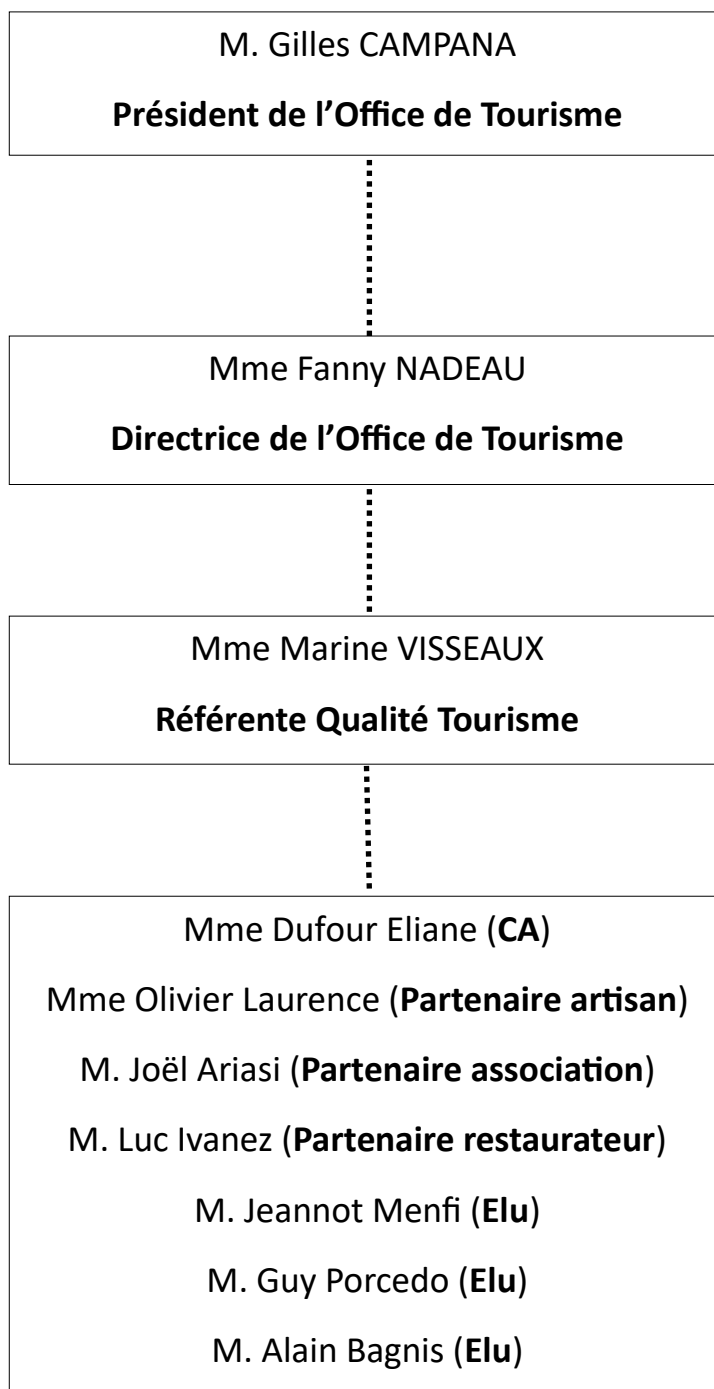 M. Gilles CAMPANA
Président de l’Office de Tourisme
Mme Fanny NADEAU
Directrice de l’Office de Tourisme
Mme Marine VISSEAUX
Référente Qualité Tourisme
Mme Dufour Eliane (CA)
Mme Olivier Laurence (Partenaire artisan)
M. Joël Ariasi (Partenaire association)
M. Luc Ivanez (Partenaire restaurateur)
M. Jeannot Menfi (Elu)
M. Guy Porcedo (Elu)
M. Alain Bagnis (Elu)